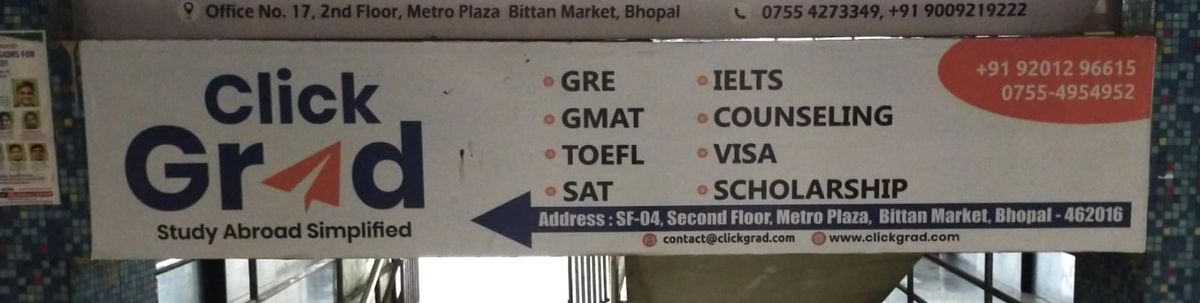 Office No. 17, 2nd Floor, Metro Plaza Bittan Market, Bhopal
0755 4273349, +91 9009219222
Click
Grad
Study Abroad Simplified
GRE
GMAT
TOEFL
SAT
IELTS
COUNSELING
VISA
SCHOLARSHIP
+91 92012 96615
0755-4954952
Address : SF-04, Second Floor, Metro Plaza, Bittan Market, Bhopal - 462016
contact@clickgrad.com
www.clickgrad.com